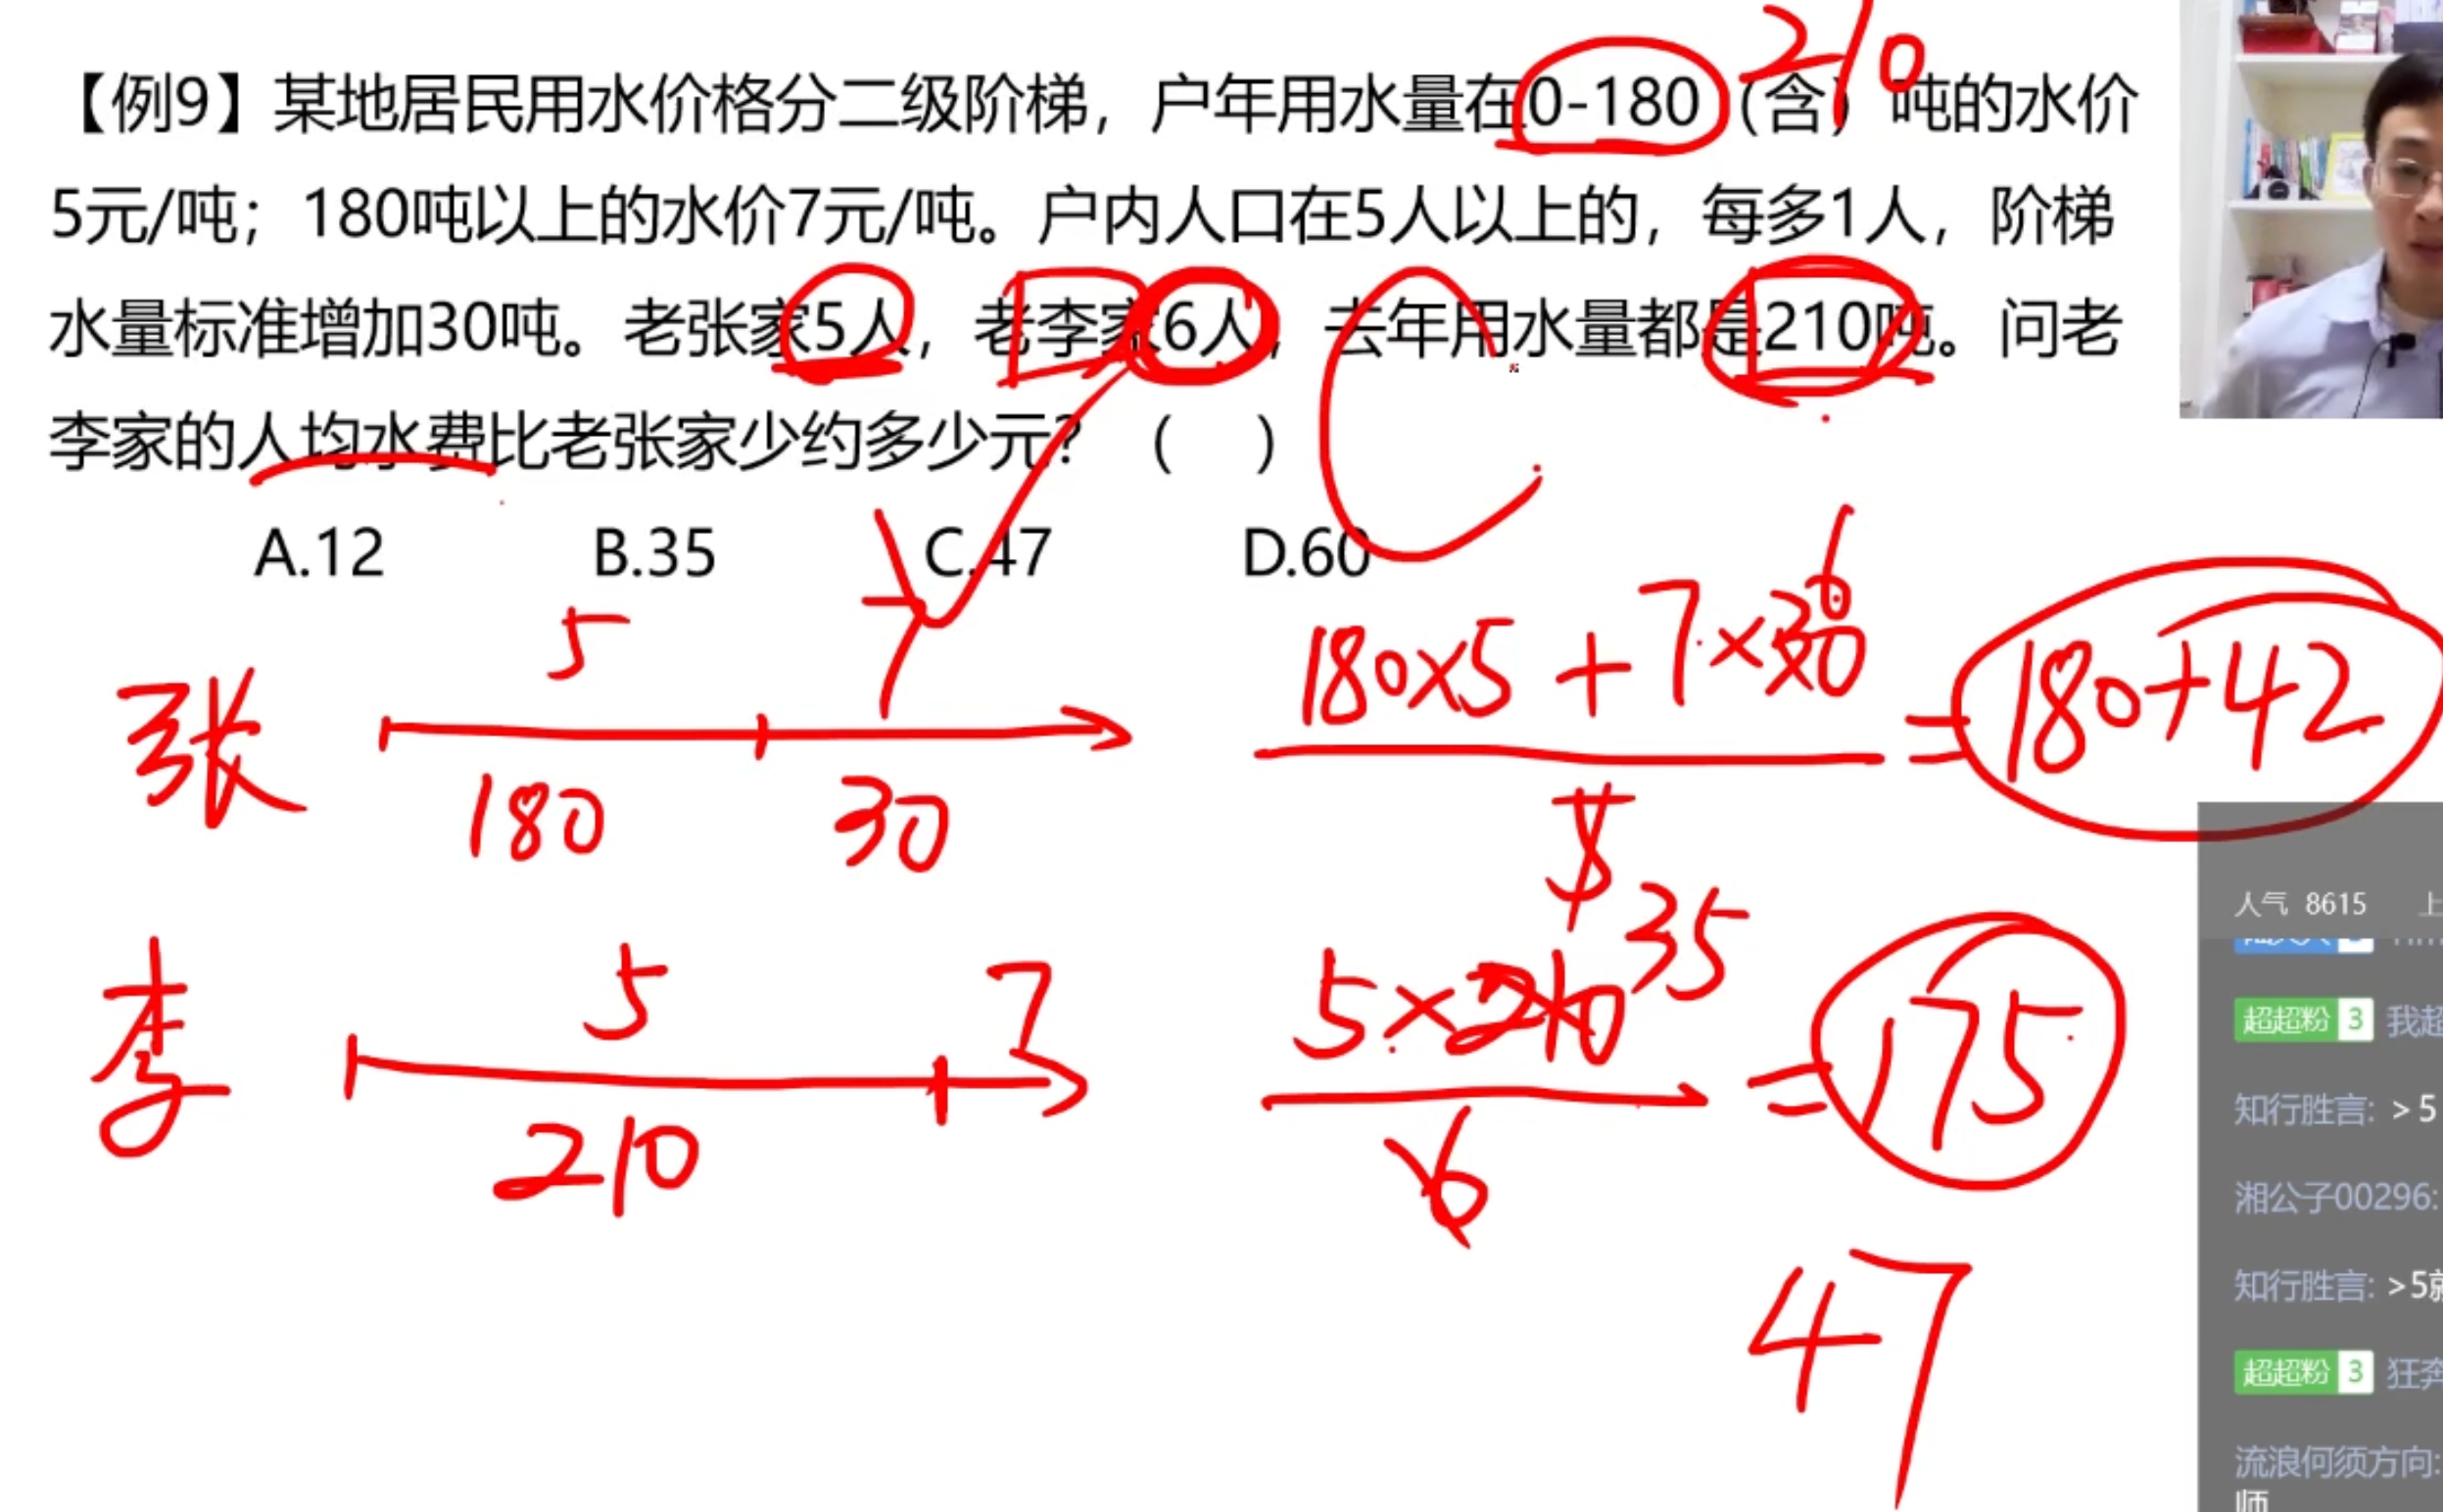 210
【例9】某地居民用水价格分二级阶梯，户年用水量在0-180（含）吨的水价
5元/吨；180吨以上的水价7元/吨。户内人口在5人以上的，每多1人，阶梯
水量标准增加30吨。老张家5人，老李家6人，去年用水量都是210吨。问老
李家的人均水费比老张家少约多少元？（ ）
A.12 B.35 C.47 D.60
张 5 7
180 30
180×5+7×30 6
5
=180+42
李 5 7
210
5×210 35
6
=175
47
人气 8615 上
超超粉 3 我超
知行胜言: >5
湘公子00296:
知行胜言: >5就
超超粉 3 狂奔
流浪何须方向:
师